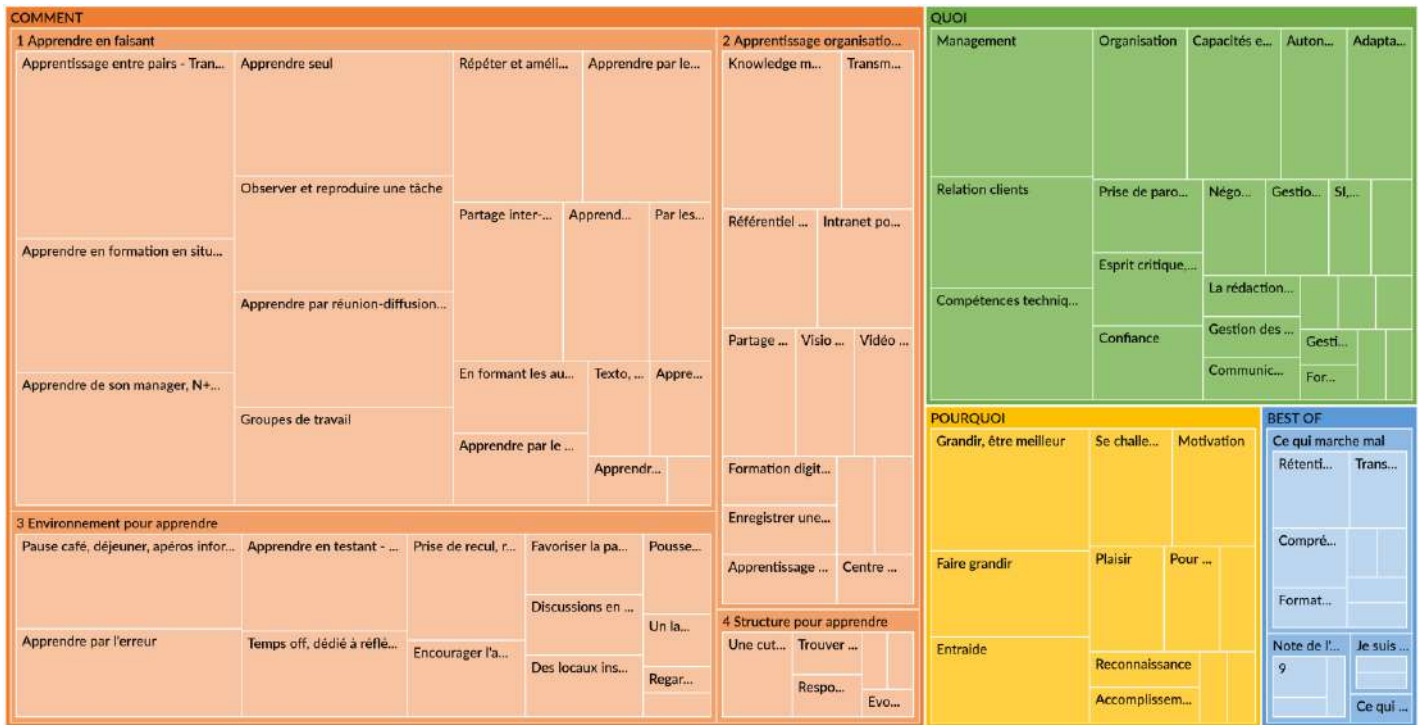 COMMENT
1 Apprendre en faisant
Apprentissage entre pairs - Tran...
Apprendre en formation en situ...
Apprendre de son manager, N+...
Apprendre seul
Observer et reproduire une tâche
Apprendre par réunion-diffusion...
Groupes de travail
Répéter et améli...
Apprendre par le...
Partage inter-...
Apprend...
Par les...
En formant les au...
Texto, ...
Appre...
Apprendre par le ...
Apprendr...
2 Apprentissage organisatio...
Knowledge m...
Transm...
Référentiel ...
Intranet po...
Partage ...
Visio ...
Vidéo ...
Formation digit...
Enregistrer une...
Apprentissage ...
Centre ...
3 Environnement pour apprendre
Pause café, déjeuner, apéros infor...
Apprendre par l'erreur
Apprendre en testant - ...
Temps off, dédié à réflé...
Prise de recul, r...
Encourager l'a...
Favoriser la pa...
Discussions en ...
Des locaux ins...
Pousse...
Un la...
Regar...
4 Structure pour apprendre
Une cut...
Trouver ...
Respo...
Evo...
QUOI
Management
Relation clients
Compétences techniq...
Organisation
Capacités e...
Auton...
Adapta...
Prise de paro...
Esprit critique,...
Confiance
Négo...
Gestio...
SI,...
La rédaction...
Gestion des ...
Communic...
Gesti...
For...
POURQUOI
Grandir, être meilleur
Faire grandir
Entraide
Se challe...
Motivation
Plaisir
Pour ...
Reconnaissance
Accomplissem...
BEST OF
Ce qui marche mal
Rétenti...
Trans...
Compré...
Format...
Note de l'...
9
Je suis ...
Ce qui ...